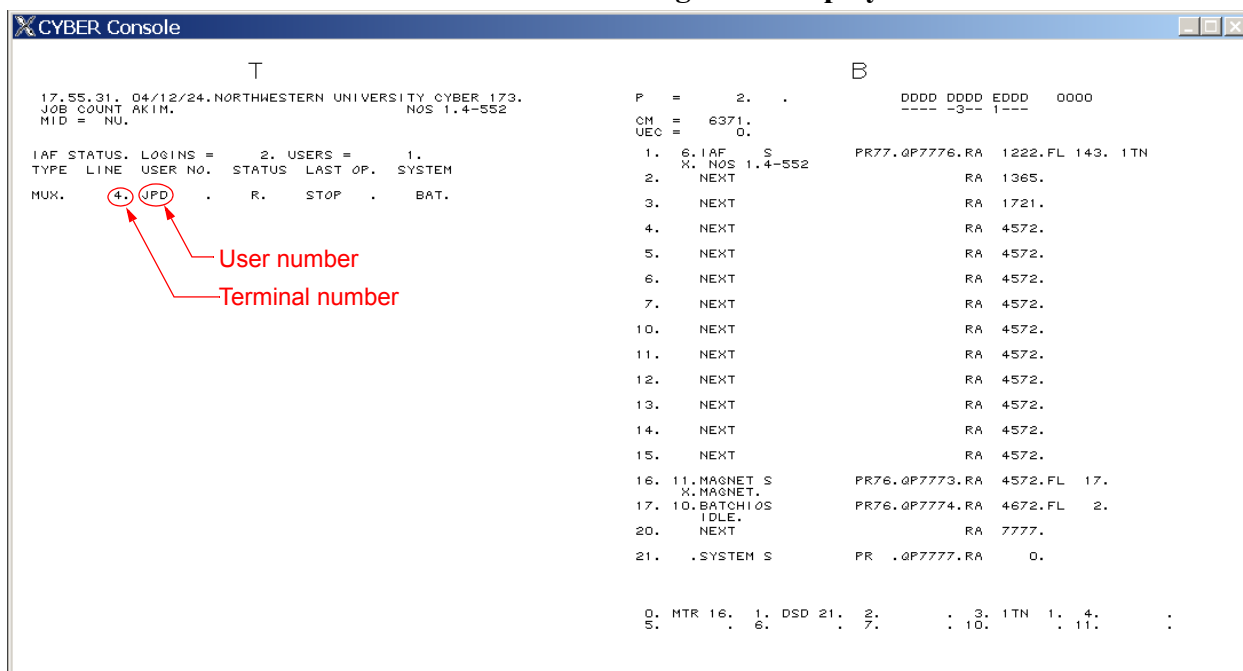 CYBER Console
T
17.55.31. 04/12/24.NORTHWESTERN UNIVERSITY CYBER 173.
JOB COUNT AKIM. NOS 1.4-552
MID = NU.
IAF STATUS. LOGINS = 2. USERS = 1.
TYPE LINE USER NO. STATUS LAST OP. SYSTEM
MUX. 4. JPD . R. STOP . BAT.
User number
Terminal number
B
P = 2. . DDDD DDDD EDDD 0000
---- -3-- 1---
CM = 6371.
UEC = 0.
1. 6.IAF S PR77.QP7776.RA 1222.FL 143. 1TN
X. NOS 1.4-552
2. NEXT RA 1365.
3. NEXT RA 1721.
4. NEXT RA 4572.
5. NEXT RA 4572.
6. NEXT RA 4572.
7. NEXT RA 4572.
10. NEXT RA 4572.
11. NEXT RA 4572.
12. NEXT RA 4572.
13. NEXT RA 4572.
14. NEXT RA 4572.
15. NEXT RA 4572.
16. 11.MAGNET S PR76.QP7773.RA 4572.FL 17.
X.MAGNET.
17. 10.BATCHIOS PR76.QP7774.RA 4672.FL 2.
IDLE.
20. NEXT RA 7777.
21. .SYSTEM S PR .QP7777.RA 0.
0. MTR 16. 1. DSD 21. 2. . 3. 1TN 1. 4. .
5. . 6. . 7. . 10. . 11. .